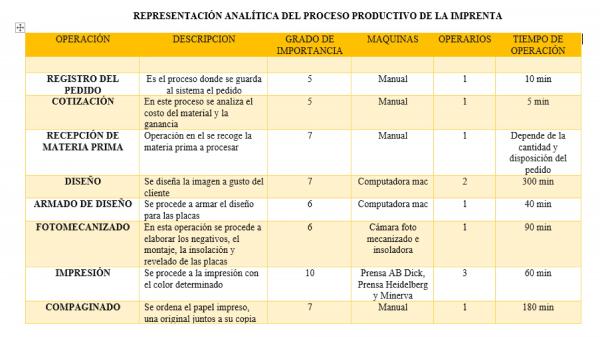 REPRESENTACIÓN ANALÍTICA DEL PROCESO PRODUCTIVO DE LA IMPRENTA
OPERACIÓN DESCRIPCION GRADO DE IMPORTANCIA MAQUINAS OPERARIOS TIEMPO DE OPERACIÓN
REGISTRO DEL PEDIDO Es el proceso donde se guarda al sistema el pedido 5 Manual 1 10 min
COTIZACIÓN En este proceso se analiza el costo del material y la ganancia 5 Manual 1 5 min
RECEPCIÓN DE MATERIA PRIMA Operación en el se recoge la materia prima a procesar 7 Manual 1 Depende de la cantidad y disposición del pedido
DISEÑO Se diseña la imagen a gusto del cliente 7 Computadora mac 2 300 min
ARMADO DE DISEÑO Se procede a armar el diseño para las placas 6 Computadora mac 1 40 min
FOTOMECANIZADO En esta operación se procede a elaborar los negativos, el montaje, la insolación y revelado de las placas 6 Cámara foto mecanizado e insoladora 1 90 min
IMPRESIÓN Se procede a la impresión con el color determinado 10 Prensa AB Dick, Prensa Heidelberg y Minerva 3 60 min
COMPAGINADO Se ordena el papel impreso, una original juntos a su copia 7 Manual 1 180 min